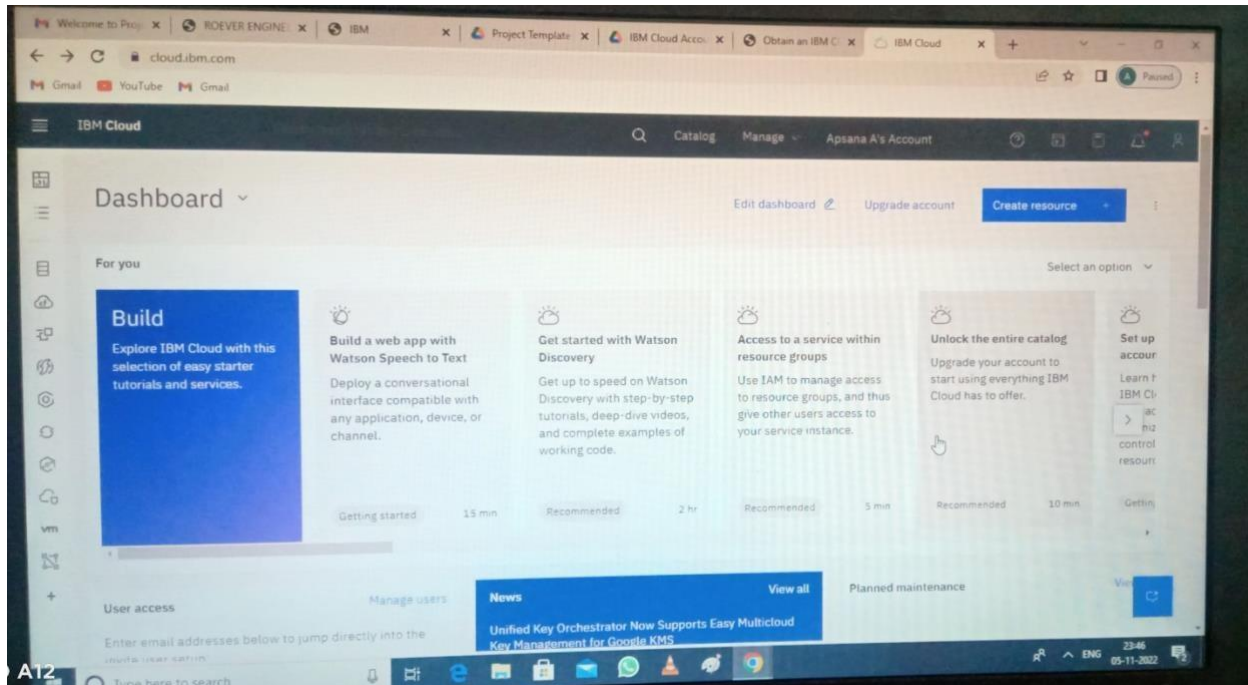 Welcome to Proj
ROEVER ENGINE
IBM
Project Template
IBM Cloud Accou
Obtain an IBM C
IBM Cloud
cloud.ibm.com
Paused
Gmail
YouTube
Gmail
IBM Cloud
Catalog
Manage
Apsana A's Account
Dashboard
Edit dashboard
Upgrade account
Create resource +
For you
Select an option
Build
Explore IBM Cloud with this
selection of easy starter
tutorials and services.
Build a web app with
Watson Speech to Text
Deploy a conversational
interface compatible with
any application, device, or
channel.
Getting started
15 min
Get started with Watson
Discovery
Get up to speed on Watson
Discovery with step-by-step
tutorials, deep-dive videos,
and complete examples of
working code.
Recommended
2 hr
Access to a service within
resource groups
Use IAM to manage access
to resource groups, and thus
give other users access to
your service instance.
Recommended
5 min
Unlock the entire catalog
Upgrade your account to
start using everything IBM
Cloud has to offer.
Recommended
10 min
Set up
accour
Learn
IBM Cl
control
resour
Gettin
vm
User access
Manage users
Enter email addresses below to jump directly into the
invite user setup
News
View all
Unified Key Orchestrator Now Supports Easy Multicloud
Key Management for Google KMS
Planned maintenance
A12
Type here to search
ENG
23:46
05-11-2022